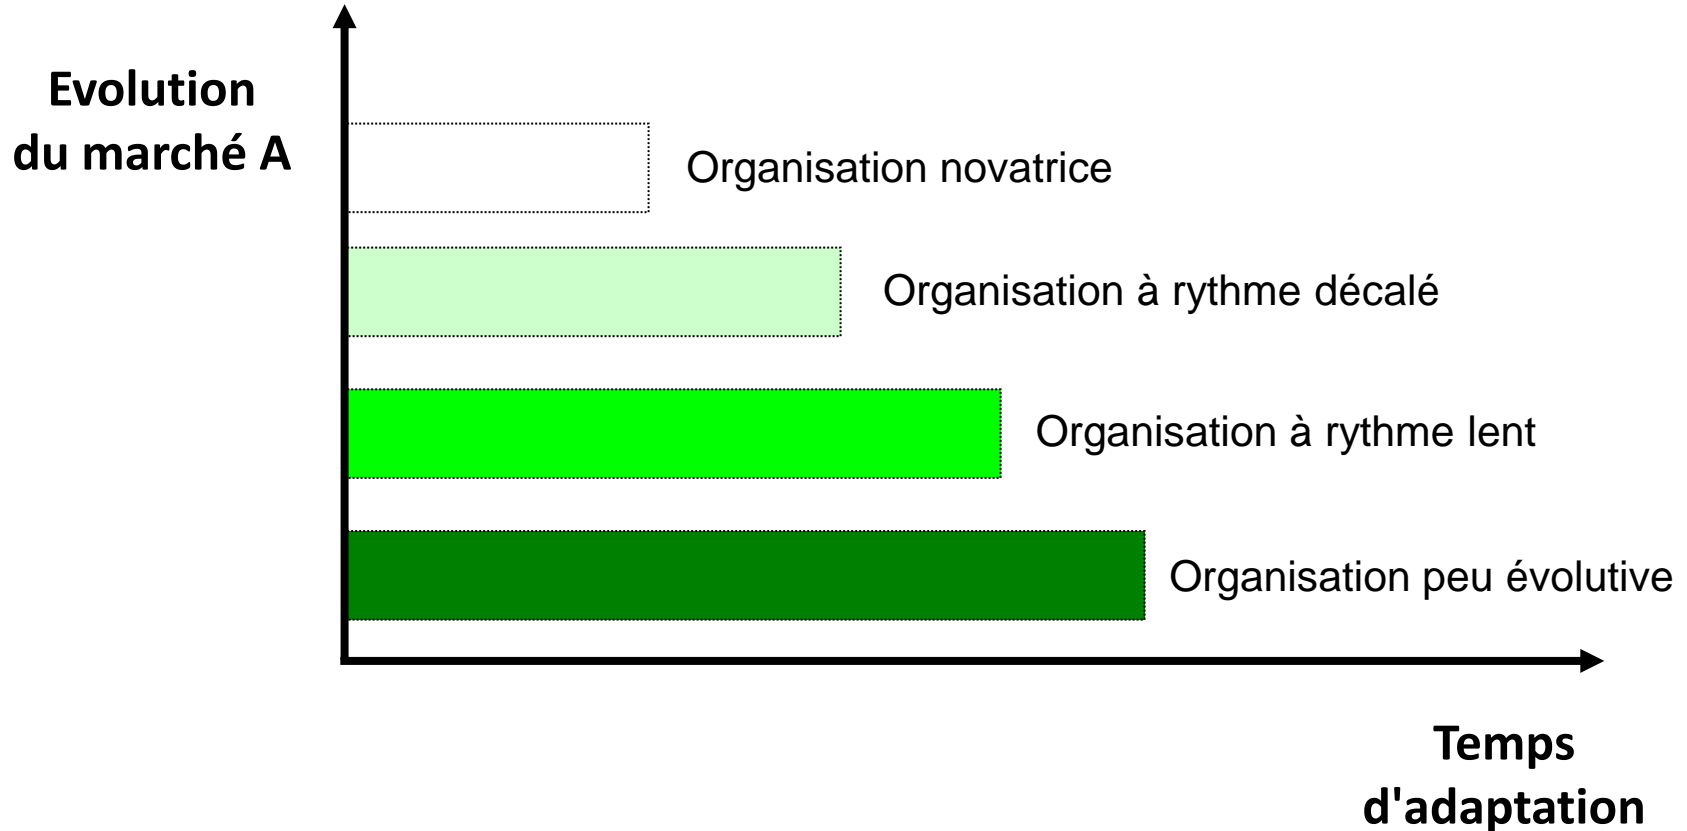 Evolution
du marché A
Organisation novatrice
Organisation à rythme décalé
Organisation à rythme lent
Organisation peu évolutive
Temps
d'adaptation